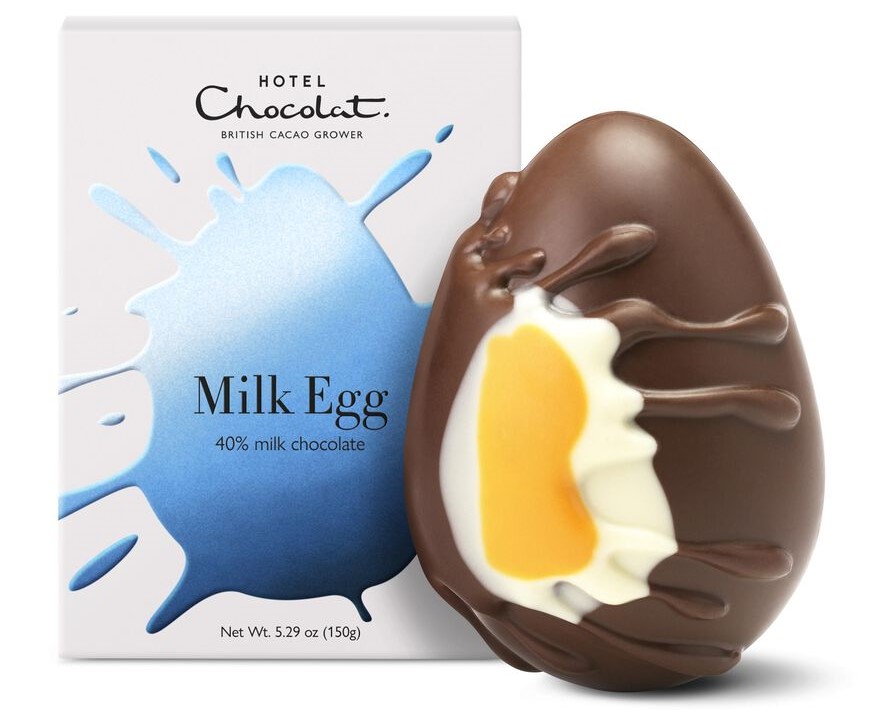 HOTEL
Chocolat.
BRITISH CACAO GROWER
Milk Egg
40% milk chocolate
Net Wt. 5.29 oz (150g)